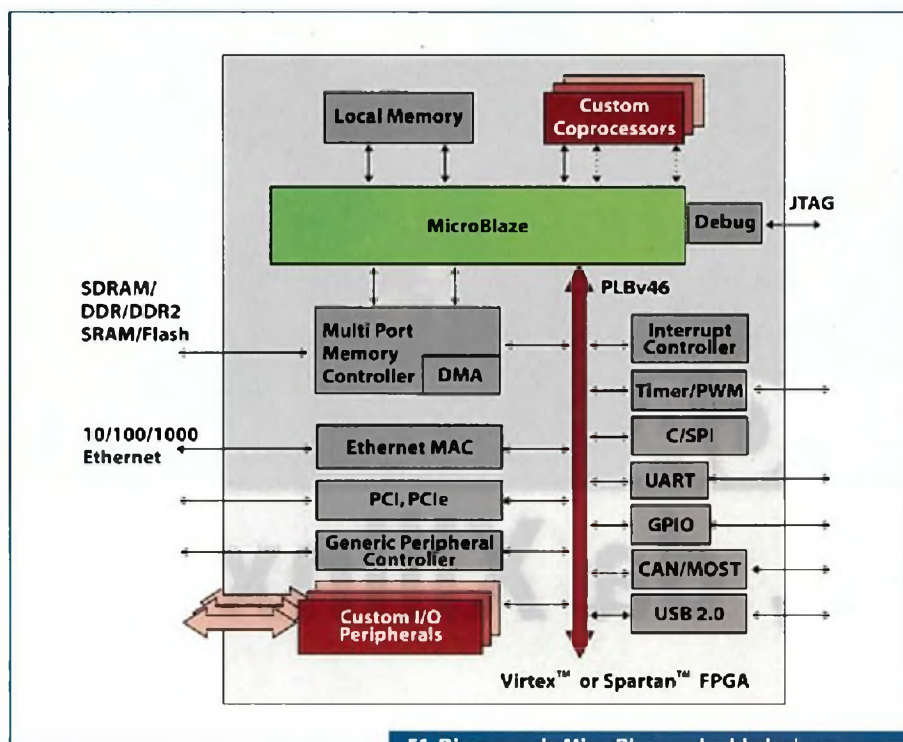 Local Memory
Custom
Coprocessors
MicroBlaze
Debug
JTAG
PLBv46
SDRAM/
DDR/DDR2
SRAM/Flash
Multi Port
Memory
Controller
DMA
Interrupt
Controller
Timer/PWM
C/SPI
10/100/1000
Ethernet
Ethernet MAC
UART
PCI, PCIe
GPIO
Generic Peripheral
Controller
CAN/MOST
Custom I/O
Peripherals
USB 2.0
Virtex™ or Spartan™ FPGA